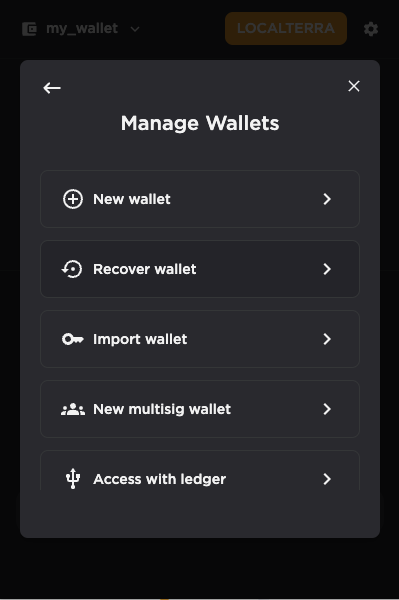 my_wallet
LOCALTERRA
Manage Wallets
New wallet
Recover wallet
Import wallet
New multisig wallet
Access with ledger